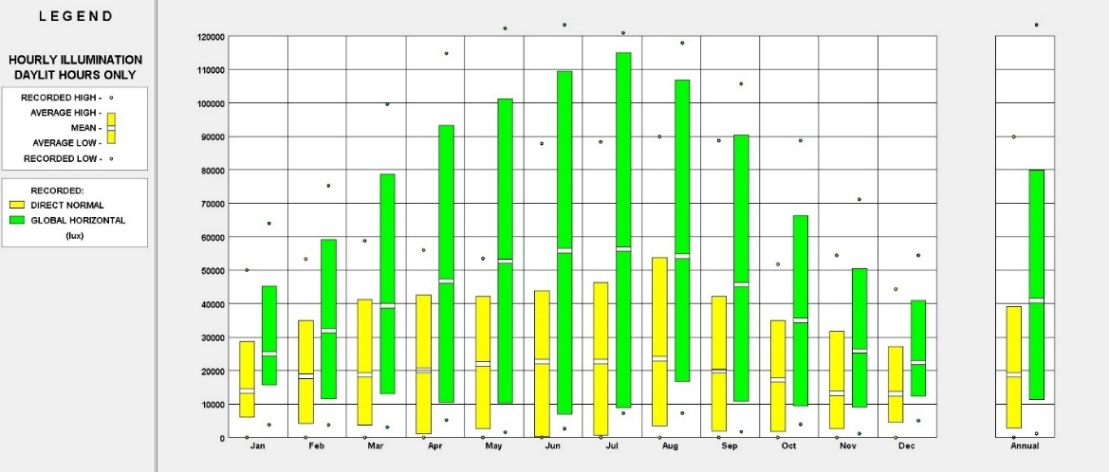 LEGEND
HOURLY ILLUMINATION
DAYLIT HOURS ONLY
RECORDED HIGH -
AVERAGE HIGH -
MEAN -
AVERAGE LOW -
RECORDED LOW -
RECORDED:
DIRECT NORMAL
GLOBAL HORIZONTAL
(lux)
120000
110000
100000
90000
80000
70000
60000
50000
40000
30000
20000
10000
0
Jan Feb Mar Apr May Jun Jul Aug Sep Oct Nov Dec Annual